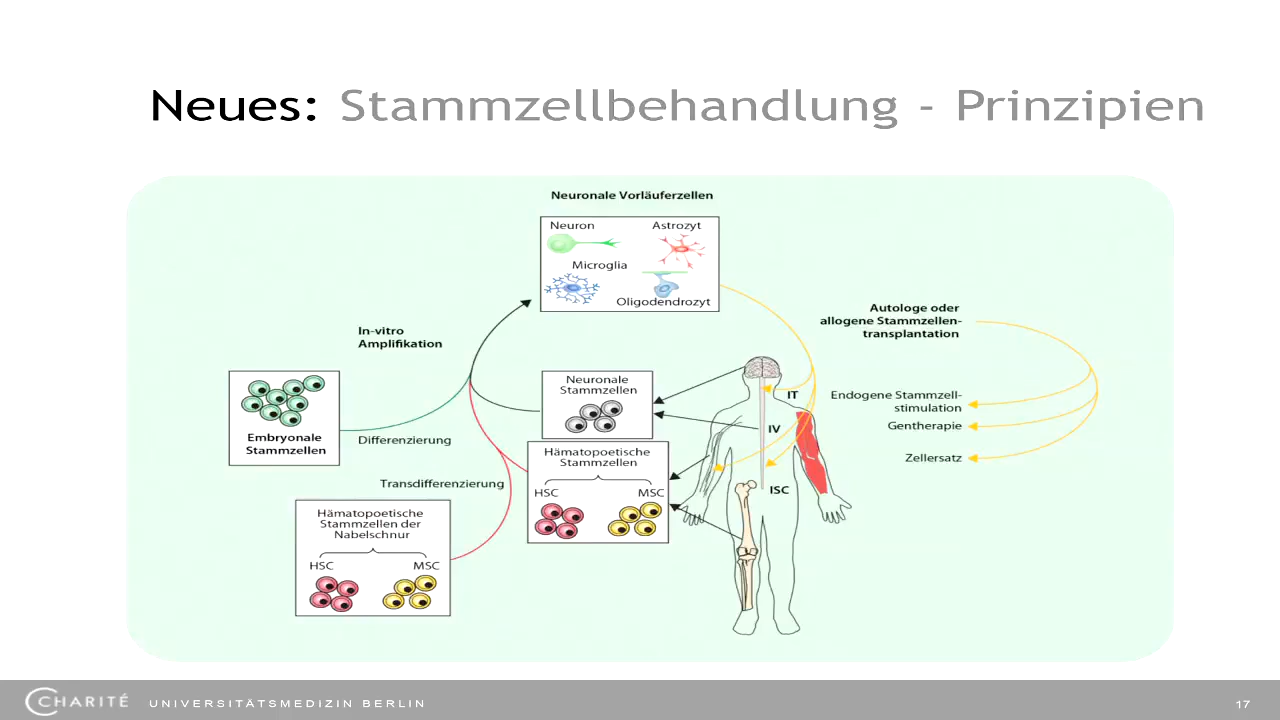 Neues: Stammzellbehandlung - Prinzipien
Neuronale Vorläuferzellen
Neuron
Astrozyt
Microglia
Oligodendrozyt
In-vitro
Amplifikation
Autologe oder
allogene Stammzellen-
transplantation
Embryonale
Stammzellen
Differenzierung
Neuronale
Stammzellen
IT
IV
ISC
Endogene Stammzell-
stimulation
Gentherapie
Zellersatz
Hämatopoetische
Stammzellen
HSC
MSC
Transdifferenzierung
Hämatopoetische
Stammzellen der
Nabelschnur
HSC
MSC
CHARITÉ UNIVERSITÄTSMEDIZIN BERLIN
17